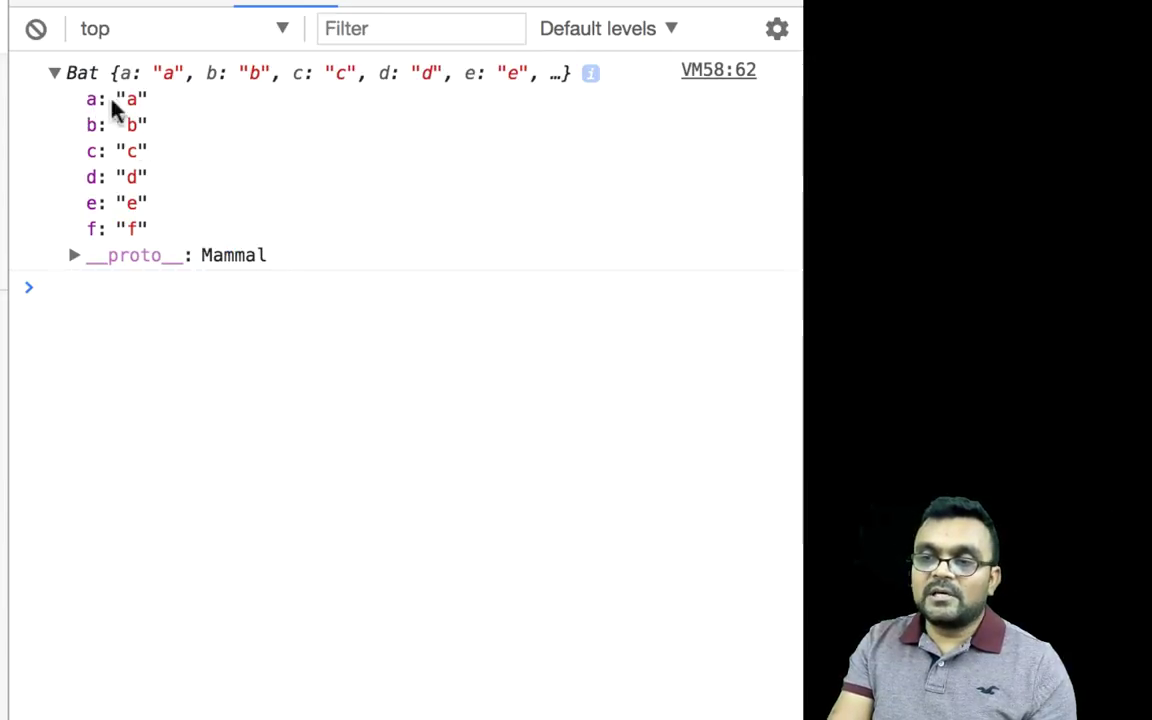 top Filter Default levels
Bat {a: "a", b: "b", c: "c", d: "d", e: "e", …} i VM58:62
a: "a"
b: "b"
c: "c"
d: "d"
e: "e"
f: "f"
__proto__: Mammal